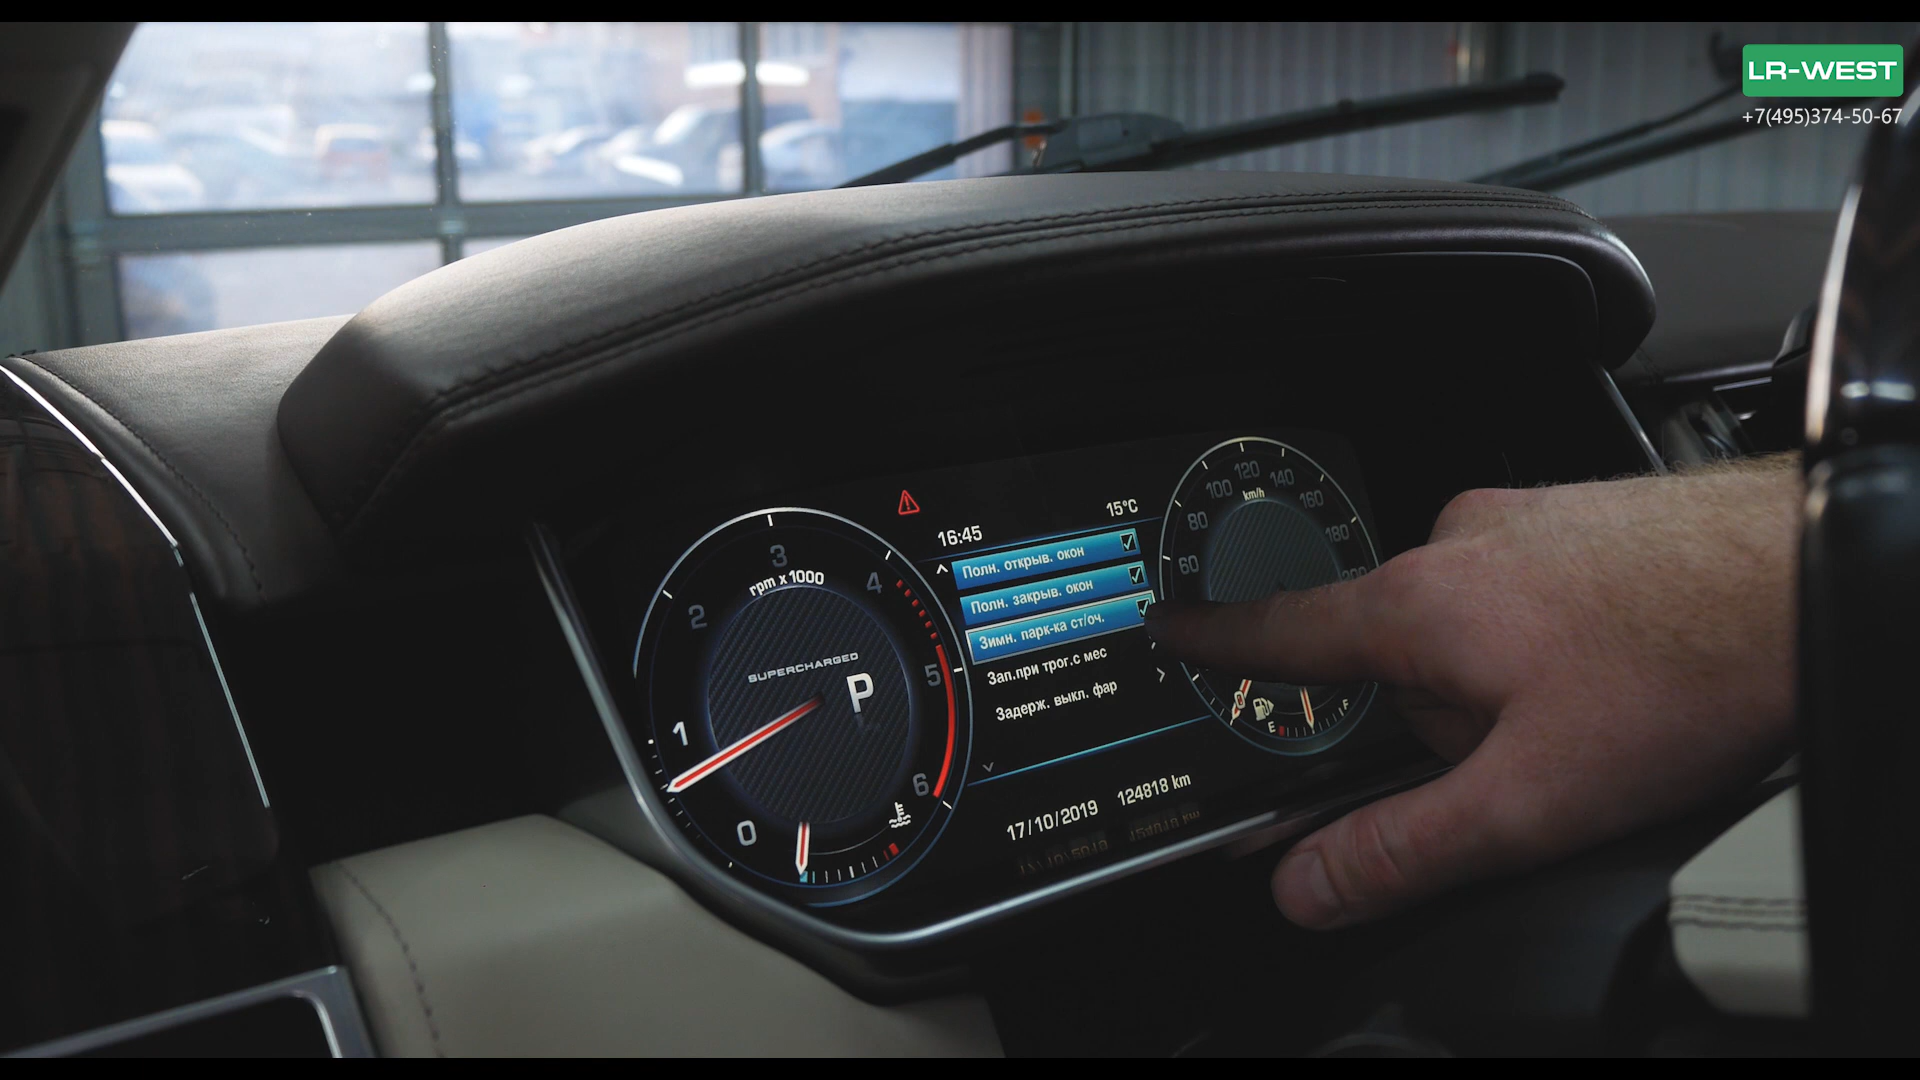 LR-WEST
+7(495)374-50-67
16:45
15°C
Полн. открыв. окон
Полн. закрыв. окон
Зимн. парк-ка ст/оч.
Зап.при трог.с мес
Задерж. выкл. фар
17/10/2019 124818 km
0
1
2
3
4
5
6
rpm x 1000
SUPERCHARGED
P
60
80
100
120
140
160
180
200
km/h
E
F